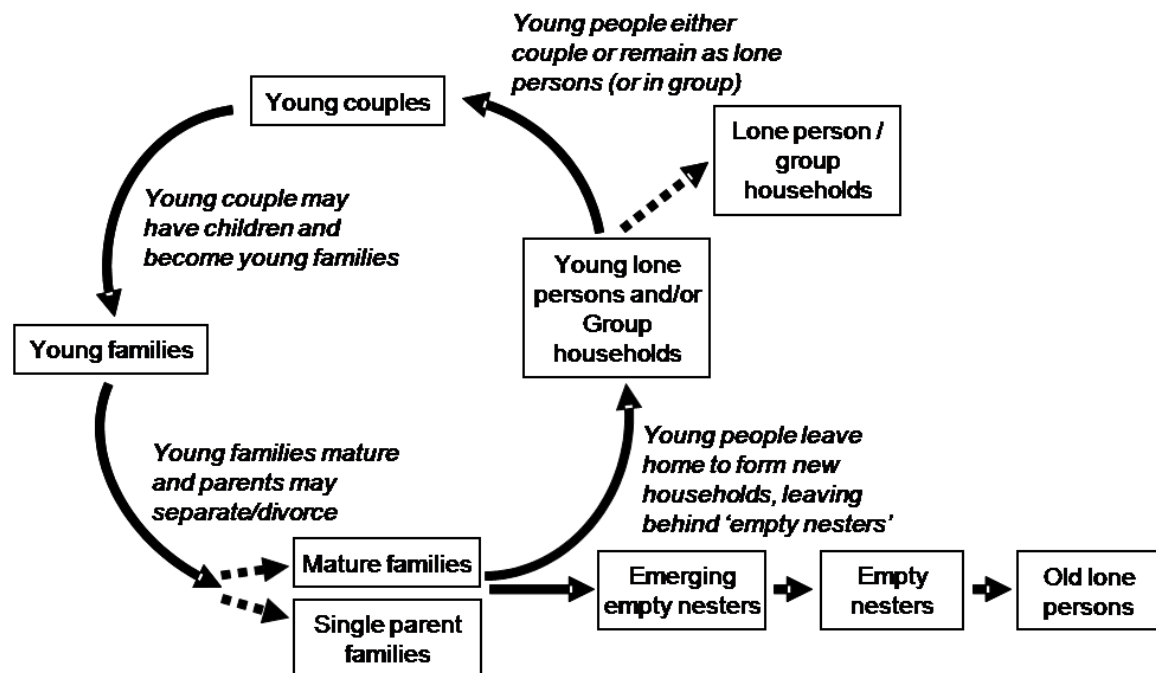 Young people either
couple or remain as lone
persons (or in group)
Young couples
Lone person /
group
households
Young couple may
have children and
become young families
Young lone
persons and/or
Group
households
Young families
Young families mature
and parents may
separate/divorce
Young people leave
home to form new
households, leaving
behind ‘empty nesters’
Mature families
Single parent
families
Emerging
empty nesters
Empty
nesters
Old lone
persons